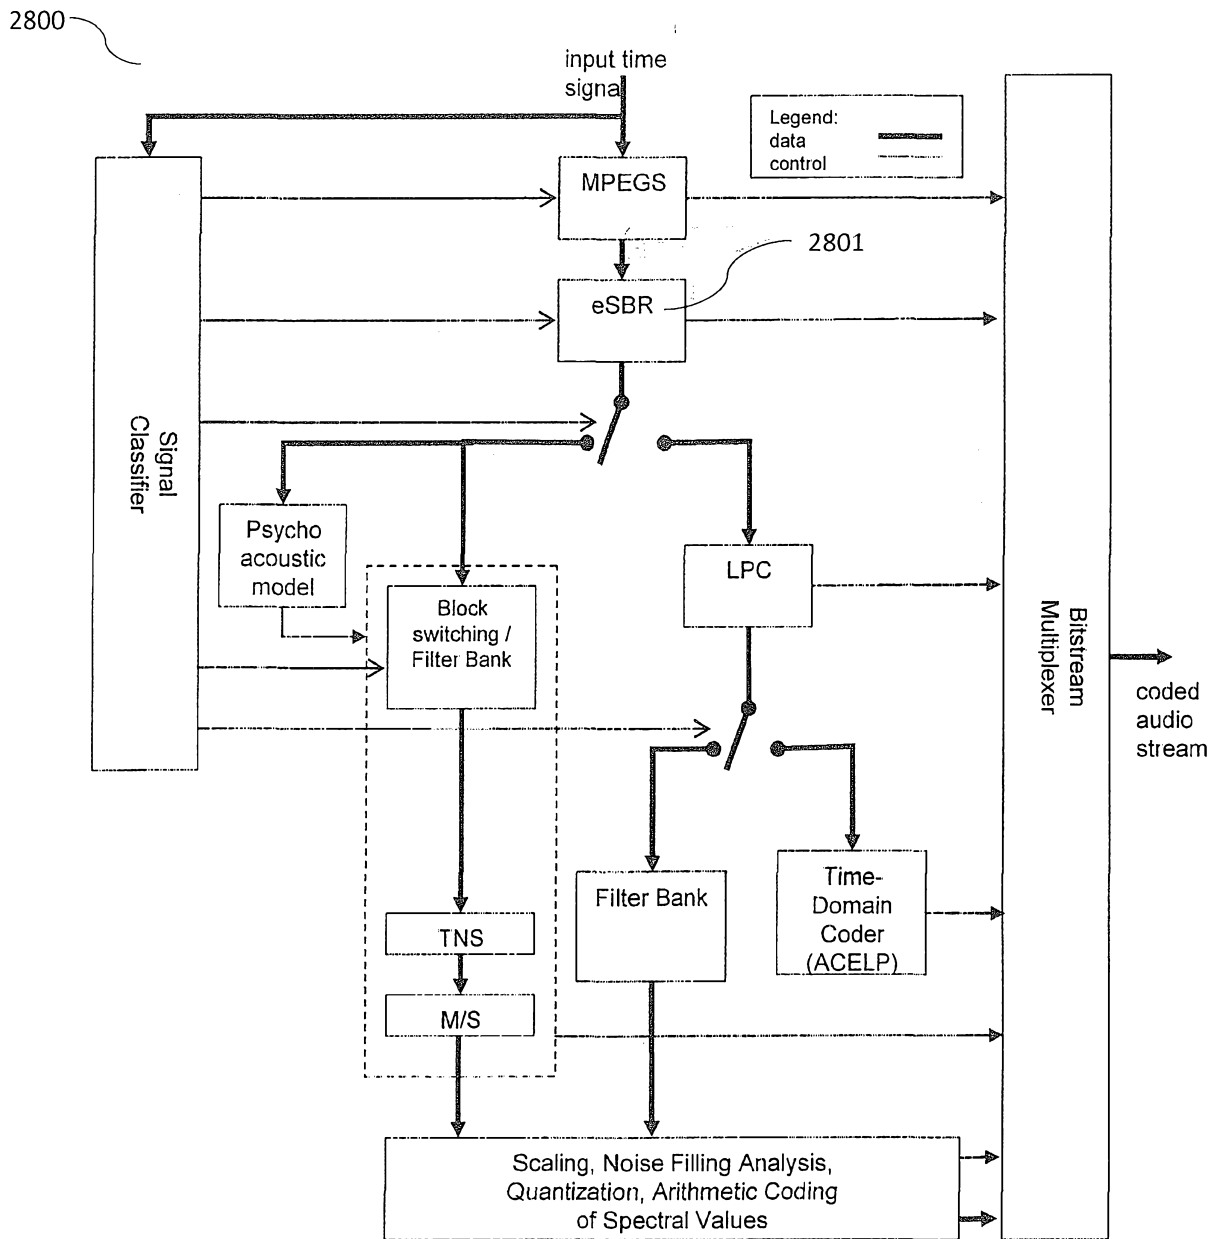 2800
input time
signal
Legend:
data
control
MPEGS
2801
eSBR
Signal
Classifier
Psycho
acoustic
model
LPC
Block
switching /
Filter Bank
Bitstream
Multiplexer
coded
audio
stream
Filter Bank
Time-
Domain
Coder
(ACELP)
TNS
M/S
Scaling, Noise Filling Analysis,
Quantization, Arithmetic Coding
of Spectral Values